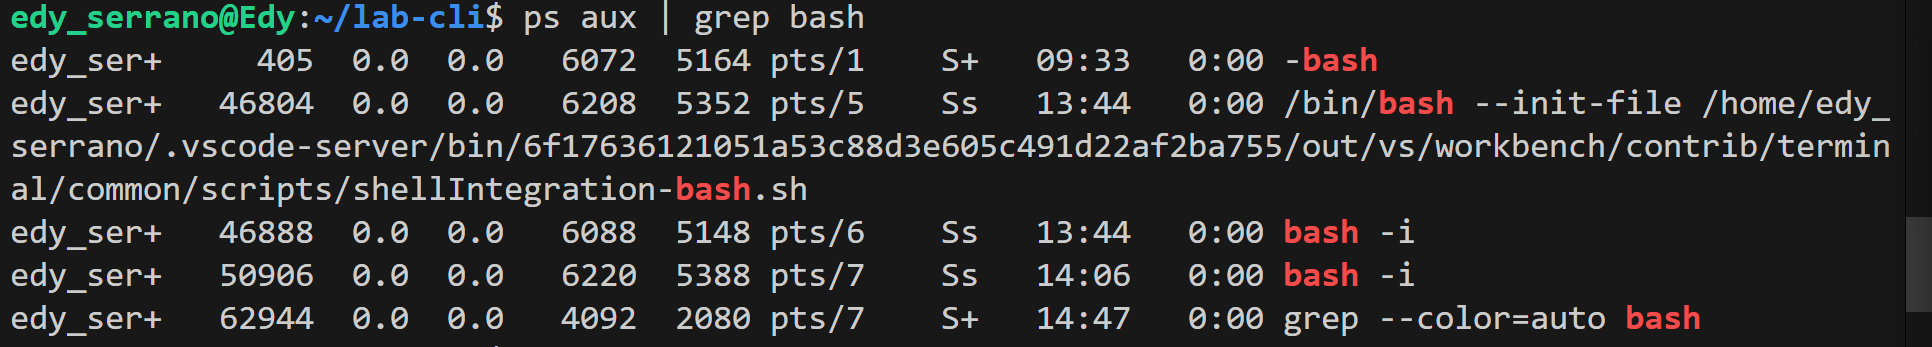 edy_serrano@Edy:~/lab-cli$ ps aux | grep bash
edy_ser+     405  0.0  0.0   6072  5164 pts/1    S+   09:33   0:00 -bash
edy_ser+   46804  0.0  0.0   6208  5352 pts/5    Ss   13:44   0:00 /bin/bash --init-file /home/edy_
serrano/.vscode-server/bin/6f17636121051a53c88d3e605c491d22af2ba755/out/vs/workbench/contrib/termin
al/common/scripts/shellIntegration-bash.sh
edy_ser+   46888  0.0  0.0   6088  5148 pts/6    Ss   13:44   0:00 bash -i
edy_ser+   50906  0.0  0.0   6220  5388 pts/7    Ss   14:06   0:00 bash -i
edy_ser+   62944  0.0  0.0   4092  2080 pts/7    S+   14:47   0:00 grep --color=auto bash